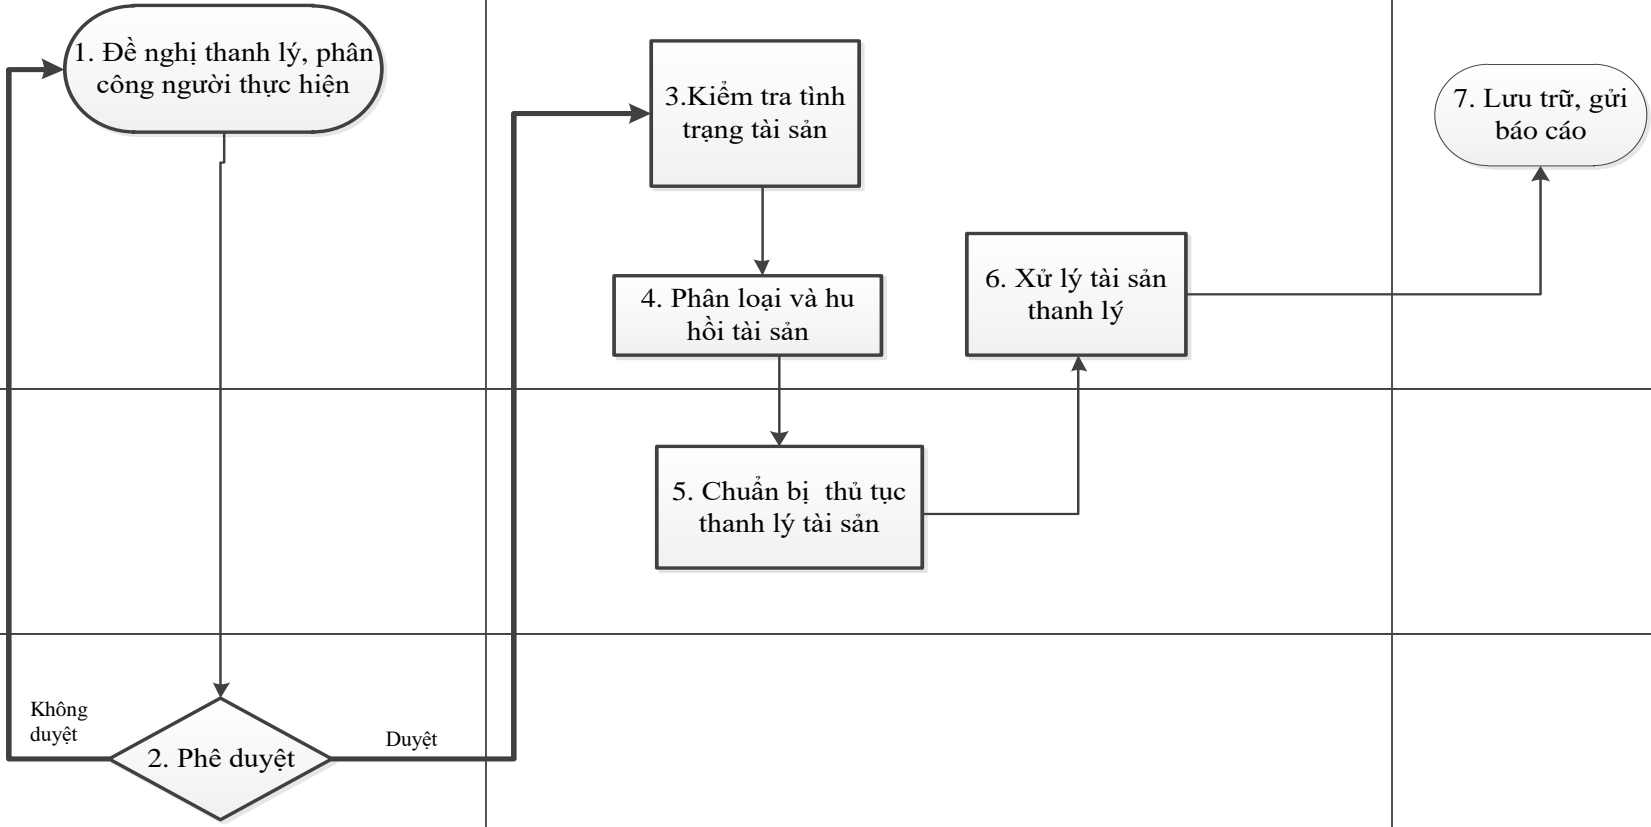 1. Đề nghị thanh lý, phân
công người thực hiện
3.Kiểm tra tình
trạng tài sản
7. Lưu trữ, gửi
báo cáo
4. Phân loại và hu
hồi tài sản
6. Xử lý tài sản
thanh lý
5. Chuẩn bị  thủ tục
thanh lý tài sản
Không
duyệt
2. Phê duyệt
Duyệt